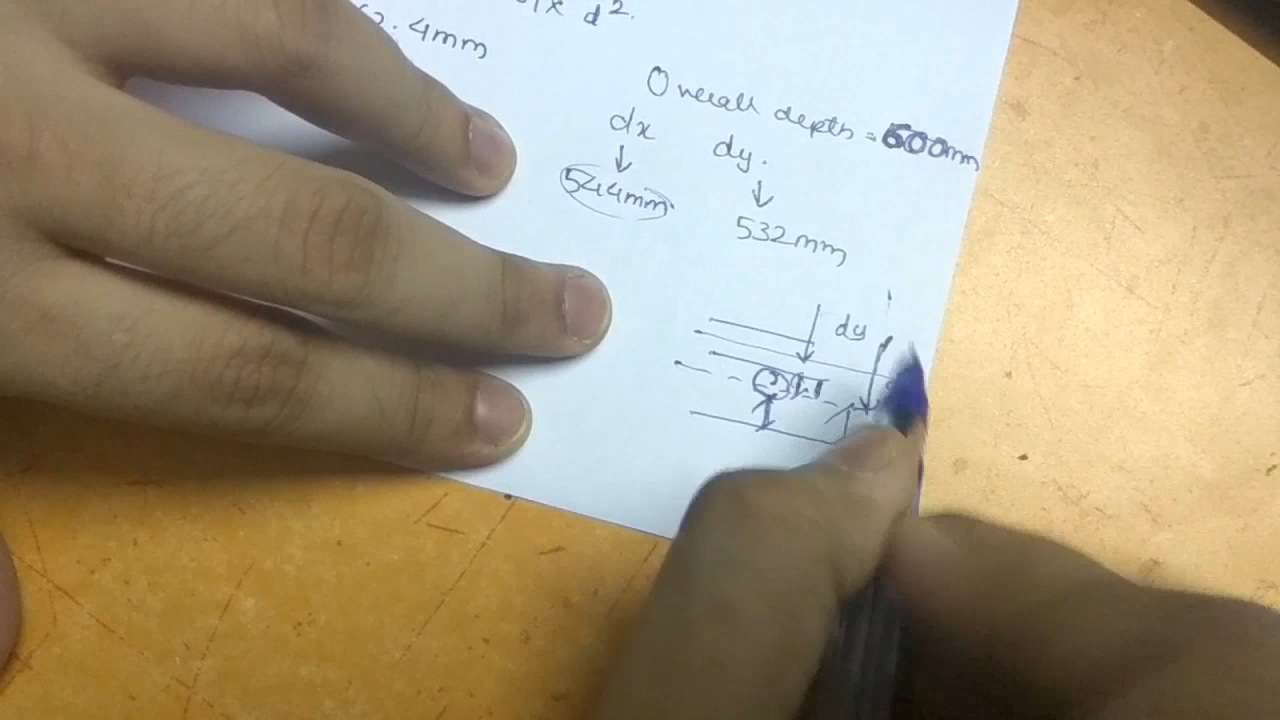 x d².
.4mm
Overall depth = 600mm
dx dy.
544mm
532mm
dy